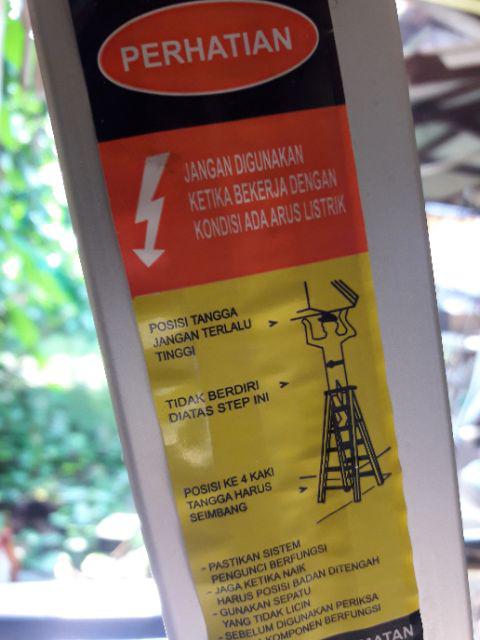 PERHATIAN
JANGAN DIGUNAKAN
KETIKA BEKERJA DENGAN
KONDISI ADA ARUS LISTRIK
POSISI TANGGA
JANGAN TERLALU
TINGGI
TIDAK BERDIRI
DIATAS STEP INI
POSISI KE 4 KAKI
TANGGA HARUS
SEIMBANG
- PASTIKAN SISTEM
PENGUNCI BERFUNGSI
- JAGA KETIKA NAIK
HARUS POSISI BADAN DITENGAH
- GUNAKAN SEPATU
YANG TIDAK LICIN
- SEBELUM DIGUNAKAN PERIKSA
KOMPONEN BERFUNGSI